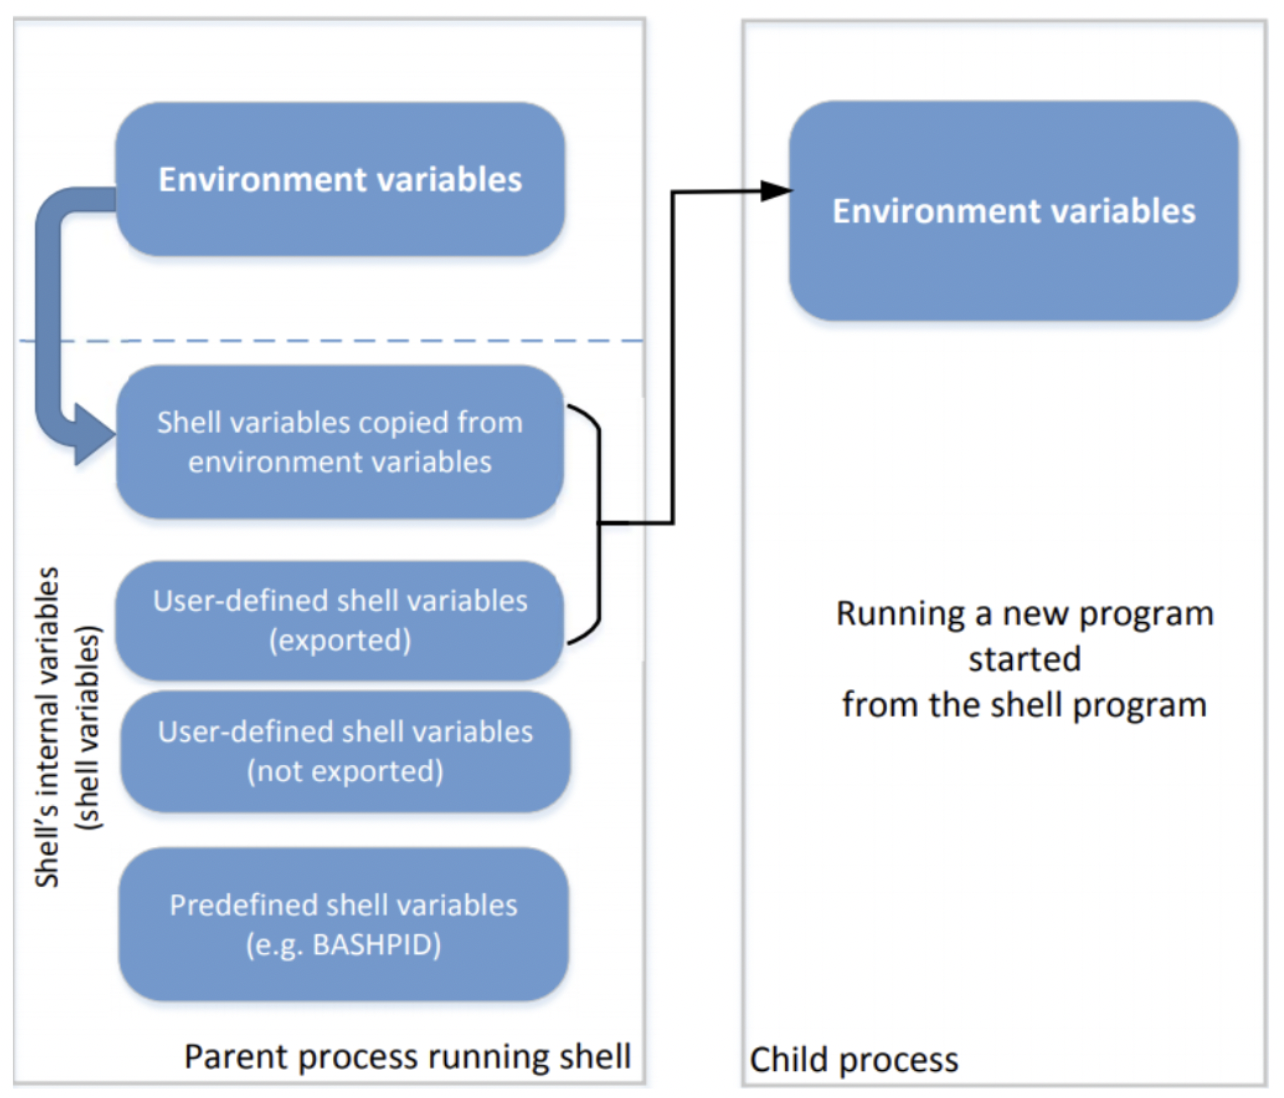 Environment variables
Shell variables copied from
environment variables
User-defined shell variables
(exported)
User-defined shell variables
(not exported)
Predefined shell variables
(e.g. BASHPID)
Shell’s internal variables
(shell variables)
Parent process running shell
Environment variables
Running a new program
started
from the shell program
Child process